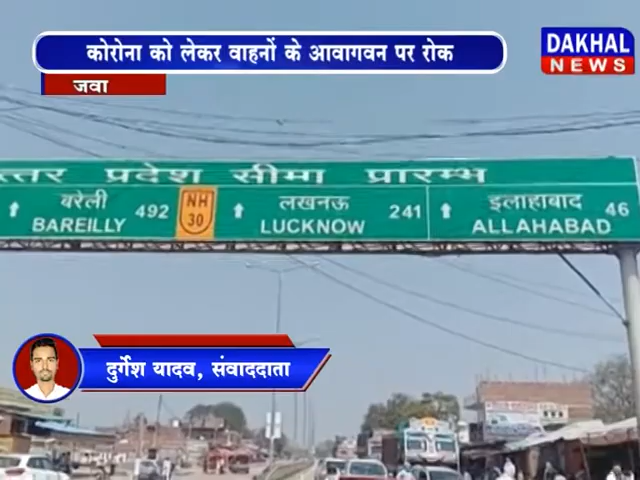 कोरोना को लेकर वाहनों के आवागवन पर रोक
DAKHAL
NEWS
जवा
त्तर प्रदेश सीमा प्रारम्भ
बरेली
BAREILLY 492
NH
30
लखनऊ
LUCKNOW 241
इलाहाबाद
ALLAHABAD 46
दुर्गेश यादव, संवाददाता